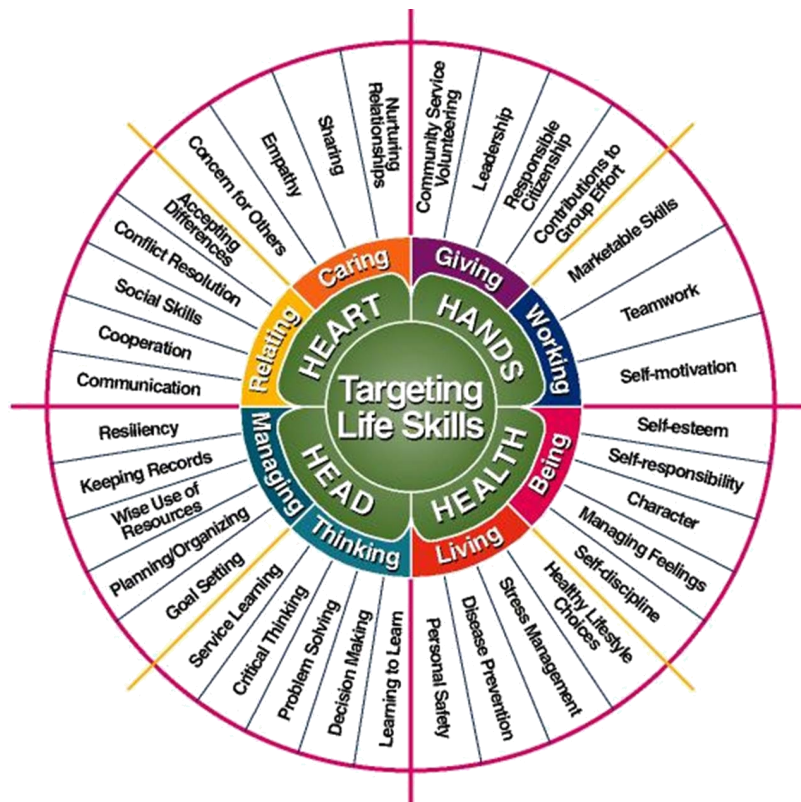 Targeting
Life Skills
HEART
HANDS
HEALTH
HEAD
Caring
Giving
Working
Being
Living
Thinking
Managing
Relating
Nurturing
Relationships
Sharing
Empathy
Concern for Others
Accepting
Differences
Conflict Resolution
Social Skills
Cooperation
Communication
Community Service
Volunteering
Leadership
Responsible
Citizenship
Contributions to
Group Effort
Marketable Skills
Teamwork
Self-motivation
Self-esteem
Self-responsibility
Character
Managing Feelings
Self-discipline
Healthy Lifestyle
Choices
Stress Management
Disease Prevention
Personal Safety
Learning to Learn
Decision Making
Problem Solving
Critical Thinking
Service Learning
Goal Setting
Planning/Organizing
Wise Use of
Resources
Keeping Records
Resiliency